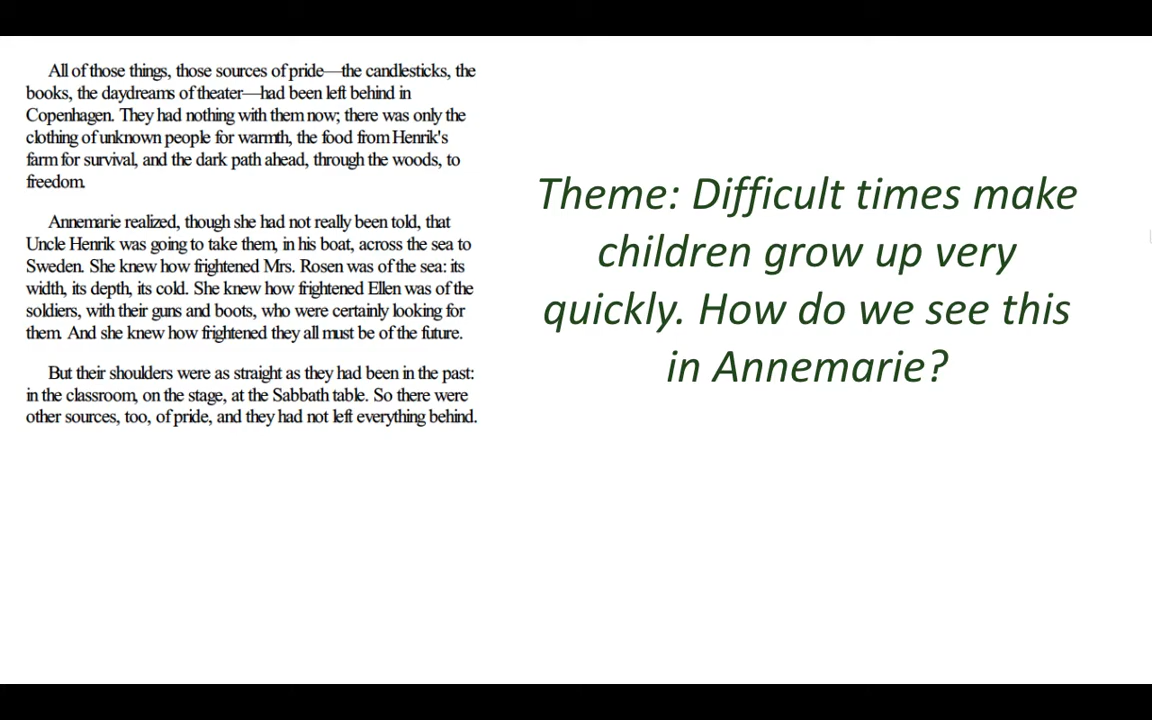 All of those things, those sources of pride—the candlesticks, the
books, the daydreams of theater—had been left behind in
Copenhagen. They had nothing with them now; there was only the
clothing of unknown people for warmth, the food from Henrik's
farm for survival, and the dark path ahead, through the woods, to
freedom.
Annemarie realized, though she had not really been told, that
Uncle Henrik was going to take them, in his boat, across the sea to
Sweden. She knew how frightened Mrs. Rosen was of the sea: its
width, its depth, its cold. She knew how frightened Ellen was of the
soldiers, with their guns and boots, who were certainly looking for
them. And she knew how frightened they all must be of the future.
But their shoulders were as straight as they had been in the past:
in the classroom, on the stage, at the Sabbath table. So there were
other sources, too, of pride, and they had not left everything behind.
Theme: Difficult times make
children grow up very
quickly. How do we see this
in Annemarie?